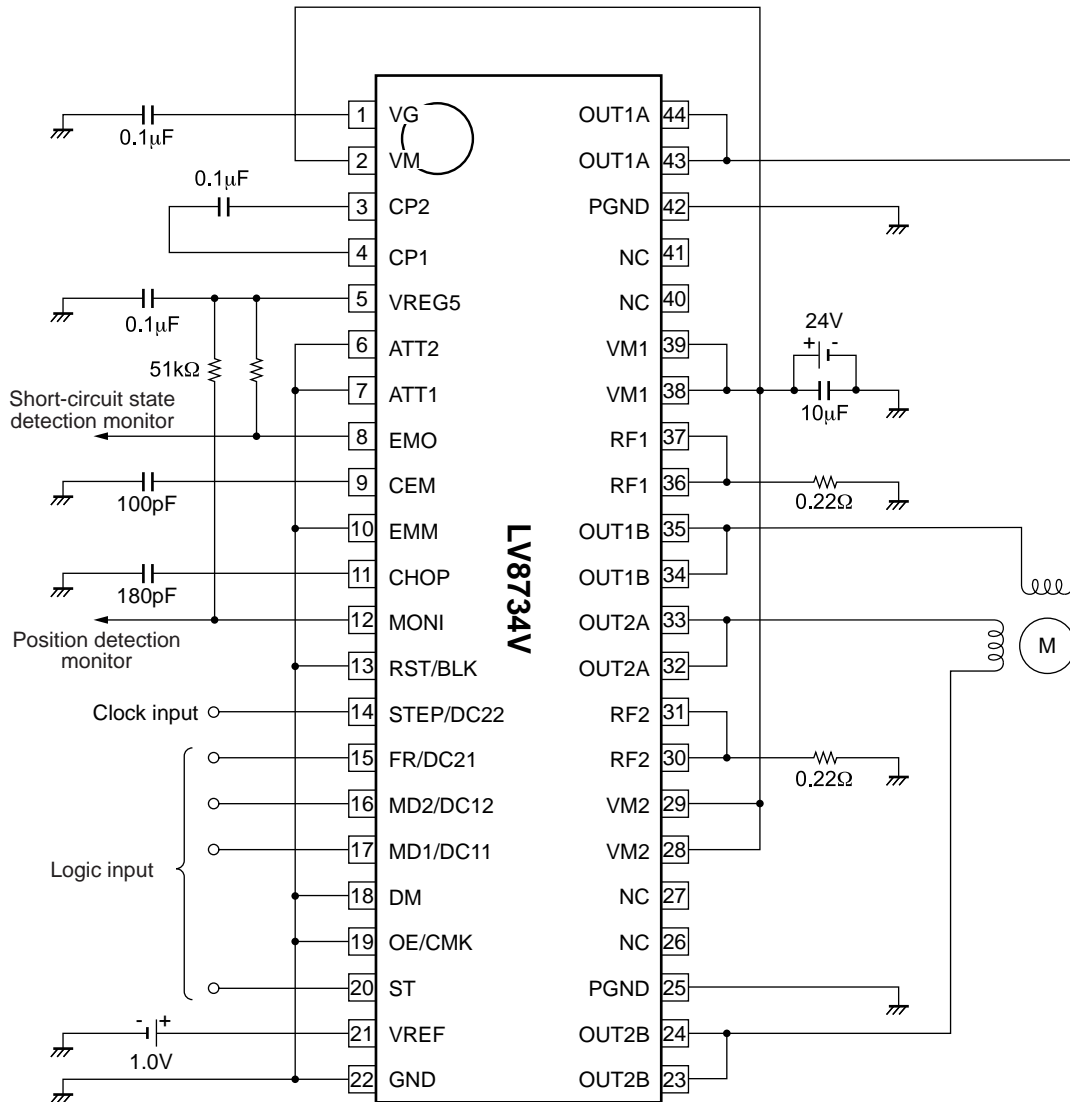 1 VG OUT1A 44
0.1μF
2 VM OUT1A 43
0.1μF
3 CP2 PGND 42
4 CP1 NC 41
5 VREG5 NC 40
0.1μF
24V
+ -
6 ATT2 VM1 39
51kΩ
7 ATT1 VM1 38
10μF
Short-circuit state
detection monitor
8 EMO RF1 37
9 CEM RF1 36
100pF
0.22Ω
10 EMM OUT1B 35
11 CHOP OUT1B 34
180pF
LV8734V
12 MONI OUT2A 33
Position detection
monitor
M
13 RST/BLK OUT2A 32
Clock input
14 STEP/DC22 RF2 31
15 FR/DC21 RF2 30
0.22Ω
16 MD2/DC12 VM2 29
17 MD1/DC11 VM2 28
Logic input
18 DM NC 27
19 OE/CMK NC 26
20 ST PGND 25
- +
21 VREF OUT2B 24
1.0V
22 GND OUT2B 23